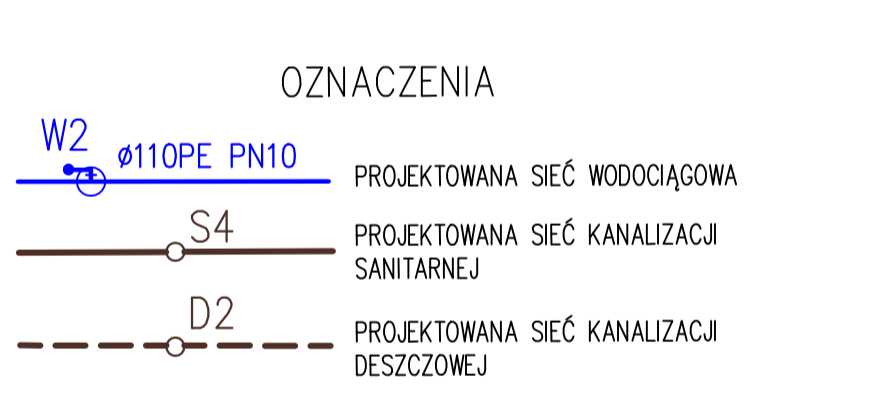 OZNACZENIA
W2
ø110PE PN10
PROJEKTOWANA SIEĆ WODOCIĄGOWA
S4
PROJEKTOWANA SIEĆ KANALIZACJI
SANITARNEJ
D2
PROJEKTOWANA SIEĆ KANALIZACJI
DESZCZOWEJ